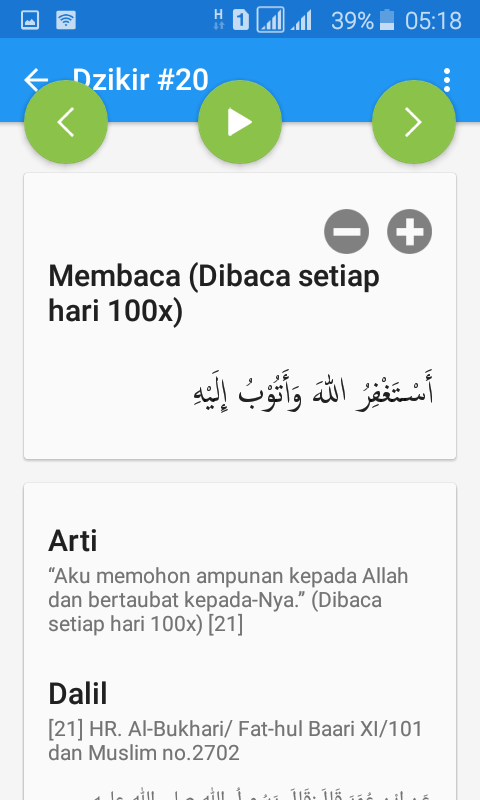 H 1 39% 05:18
Dzikir #20
Membaca (Dibaca setiap
hari 100x)
أَسْتَغْفِرُ اللهَ وَأَتُوْبُ إِلَيْهِ
Arti
“Aku memohon ampunan kepada Allah
dan bertaubat kepada-Nya.” (Dibaca
setiap hari 100x) [21]
Dalil
[21] HR. Al-Bukhari/ Fat-hul Baari XI/101
dan Muslim no.2702